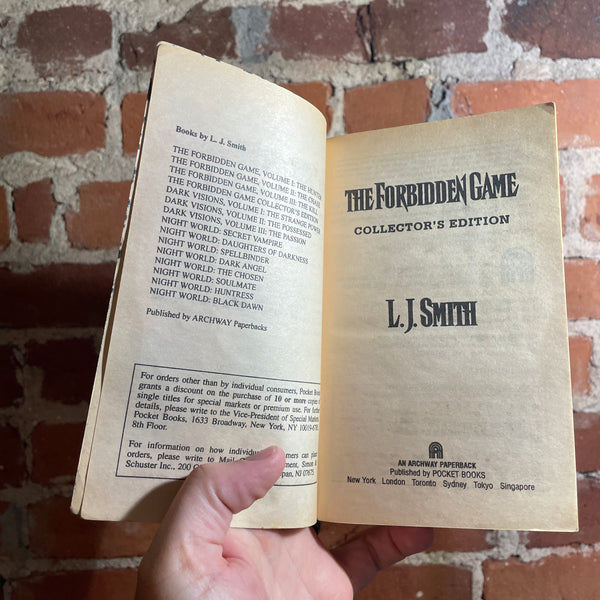 Books by L. J. Smith
THE FORBIDDEN GAME, VOLUME I: THE HUNTER
THE FORBIDDEN GAME, VOLUME II: THE CHASE
THE FORBIDDEN GAME, VOLUME III: THE KILL
THE FORBIDDEN GAME COLLECTOR'S EDITION
DARK VISIONS, VOLUME I: THE STRANGE POWER
DARK VISIONS, VOLUME II: THE POSSESSED
DARK VISIONS, VOLUME III: THE PASSION
NIGHT WORLD: SECRET VAMPIRE
NIGHT WORLD: DAUGHTERS OF DARKNESS
NIGHT WORLD: SPELLBINDER
NIGHT WORLD: DARK ANGEL
NIGHT WORLD: THE CHOSEN
NIGHT WORLD: SOULMATE
NIGHT WORLD: HUNTRESS
NIGHT WORLD: BLACK DAWN
Published by ARCHWAY Paperbacks
For orders other than by individual consumers, Pocket Books
grants a discount on the purchase of 10 or more copies
single titles for special markets or premium use. For further
details, please write to the Vice-President of Special Markets
Pocket Books, 1633 Broadway, New York, NY
8th Floor.
For information on how individual consumers can place
orders, please write to Mail Simon &
Schuster Inc., 200 NJ 07675.
THE FORBIDDEN GAME
COLLECTOR'S EDITION
L.J. SMITH
AN ARCHWAY PAPERBACK
Published by POCKET BOOKS
New York London Toronto Sydney Tokyo Singapore